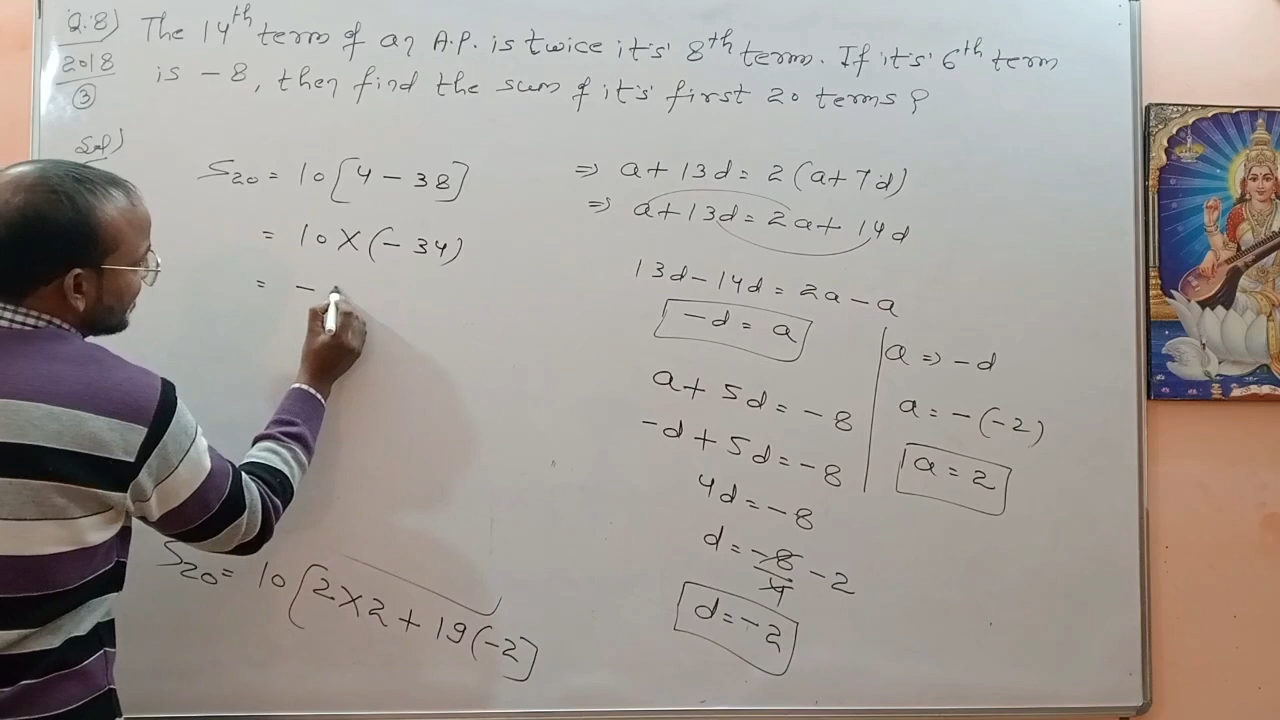 Q.8) The 14th term of an A.P. is twice it's 8th term. If it's 6th term
2018 is -8, then find the sum of it's first 20 terms?
③
Sol)
S20 = 10[4 - 38]
= 10 X (-34)
= -
S20 = 10[2X2 + 19(-2]
⇒ a + 13d = 2(a + 7d)
⇒ a + 13d = 2a + 14d
13d - 14d = 2a - a
-d = a
a + 5d = -8
-d + 5d = -8
4d = -8
d = -8/4 -2
d = -2
a ⇒ -d
a = -(-2)
a = 2